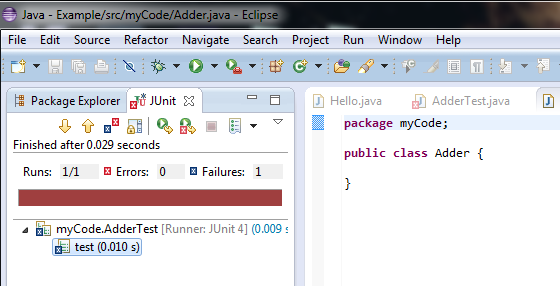 Java - Example/src/myCode/Adder.java - Eclipse
File Edit Source Refactor Navigate Search Project Run Window Help
Package Explorer JUnit
Hello.java AdderTest.java
Finished after 0.029 seconds
Runs: 1/1 Errors: 0 Failures: 1
myCode.AdderTest [Runner: JUnit 4] (0.009 s
test (0.010 s)
package myCode;
public class Adder {
}